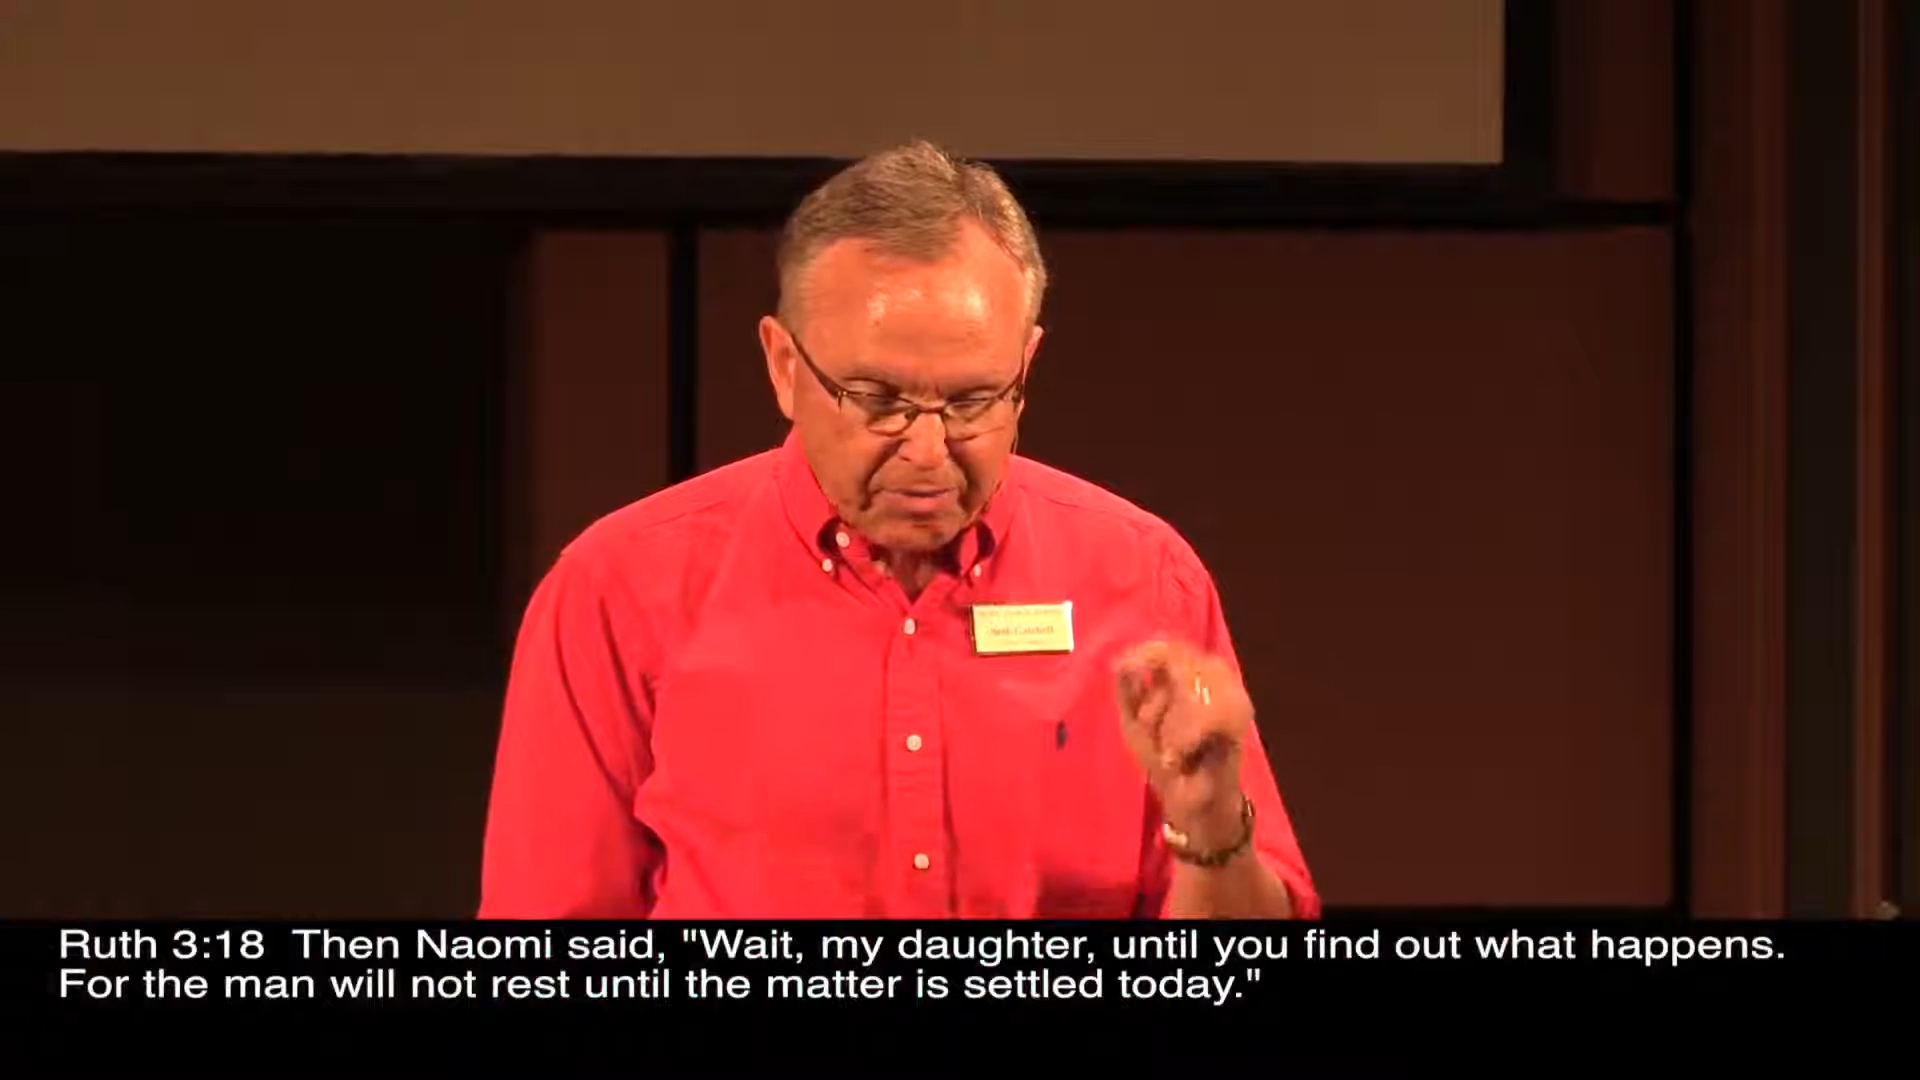 Ruth 3:18  Then Naomi said, "Wait, my daughter, until you find out what happens.
For the man will not rest until the matter is settled today."